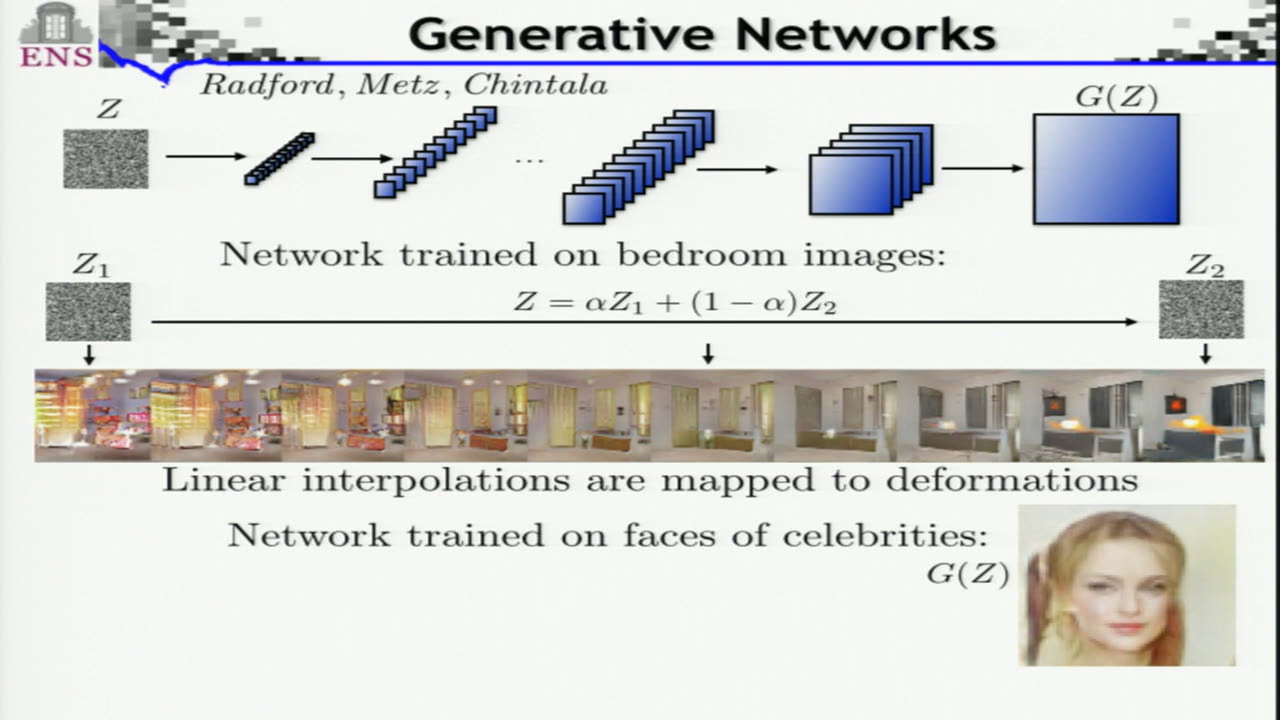 ENS
Generative Networks
Radford, Metz, Chintala
Z
G(Z)
...
Network trained on bedroom images:
Z₁
Z₂
Z = αZ₁ + (1 − α)Z₂
Linear interpolations are mapped to deformations
Network trained on faces of celebrities:
G(Z)